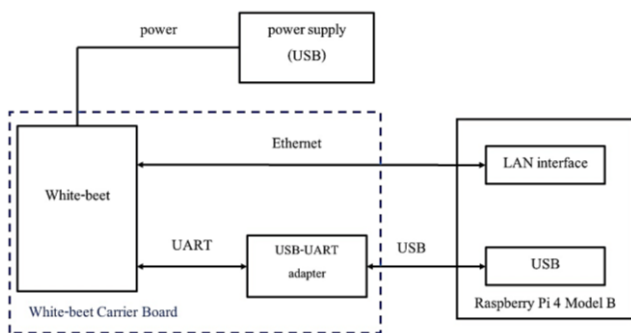 power
power supply
(USB)
Ethernet
LAN interface
White-beet
UART
USB-UART
adapter
USB
USB
White-beet Carrier Board
Raspberry Pi 4 Model B